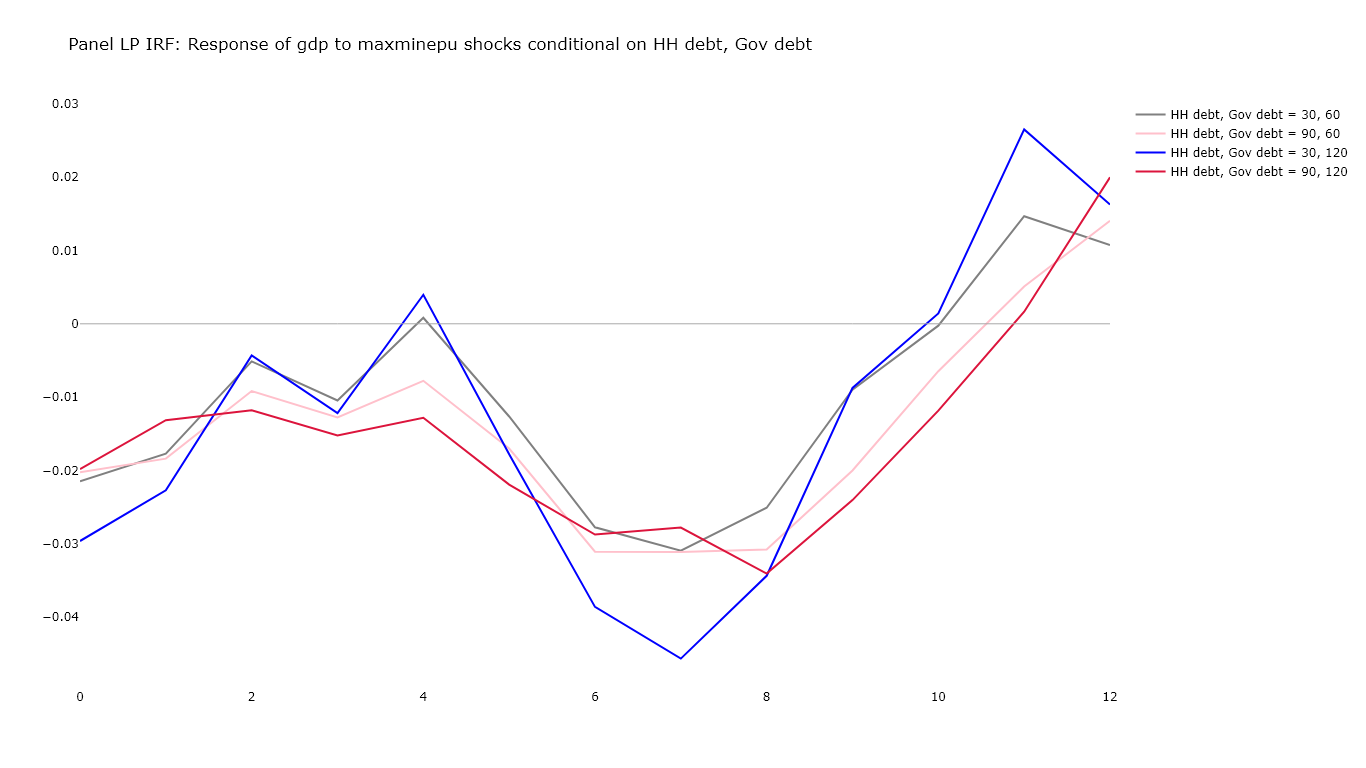 Panel LP IRF: Response of gdp to maxminepu shocks conditional on HH debt, Gov debt
0.03
0.02
0.01
0
−0.01
−0.02
−0.03
−0.04
0 2 4 6 8 10 12
HH debt, Gov debt = 30, 60
HH debt, Gov debt = 90, 60
HH debt, Gov debt = 30, 120
HH debt, Gov debt = 90, 120